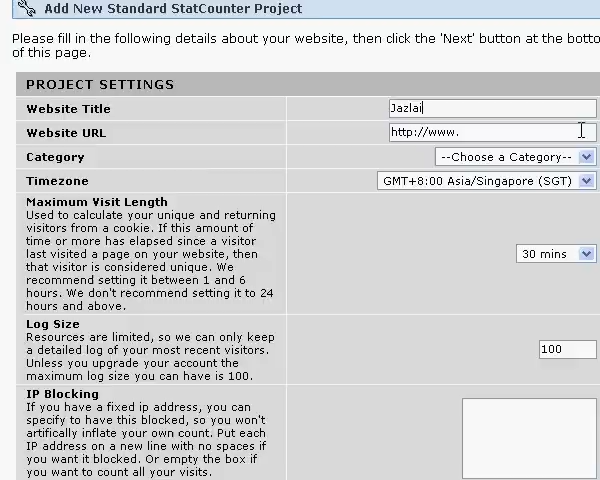 Add New Standard StatCounter Project
Please fill in the following details about your website, then click the 'Next' button at the botto
of this page.
PROJECT SETTINGS
Website Title Jazlai
Website URL http://www.
Category --Choose a Category--
Timezone GMT+8:00 Asia/Singapore (SGT)
Maximum Visit Length
Used to calculate your unique and returning
visitors from a cookie. If this amount of
time or more has elapsed since a visitor
last visited a page on your website, then
that visitor is considered unique. We
recommend setting it between 1 and 6
hours. We don't recommend setting it to 24
hours and above.
30 mins
Log Size
Resources are limited, so we can only keep
a detailed log of your most recent visitors.
Unless you upgrade your account the
maximum log size you can have is 100.
100
IP Blocking
If you have a fixed ip address, you can
specify to have this blocked, so you won't
artifically inflate your own count. Put each
IP address on a new line with no spaces if
you want it blocked. Or empty the box if
you want to count all your visits.